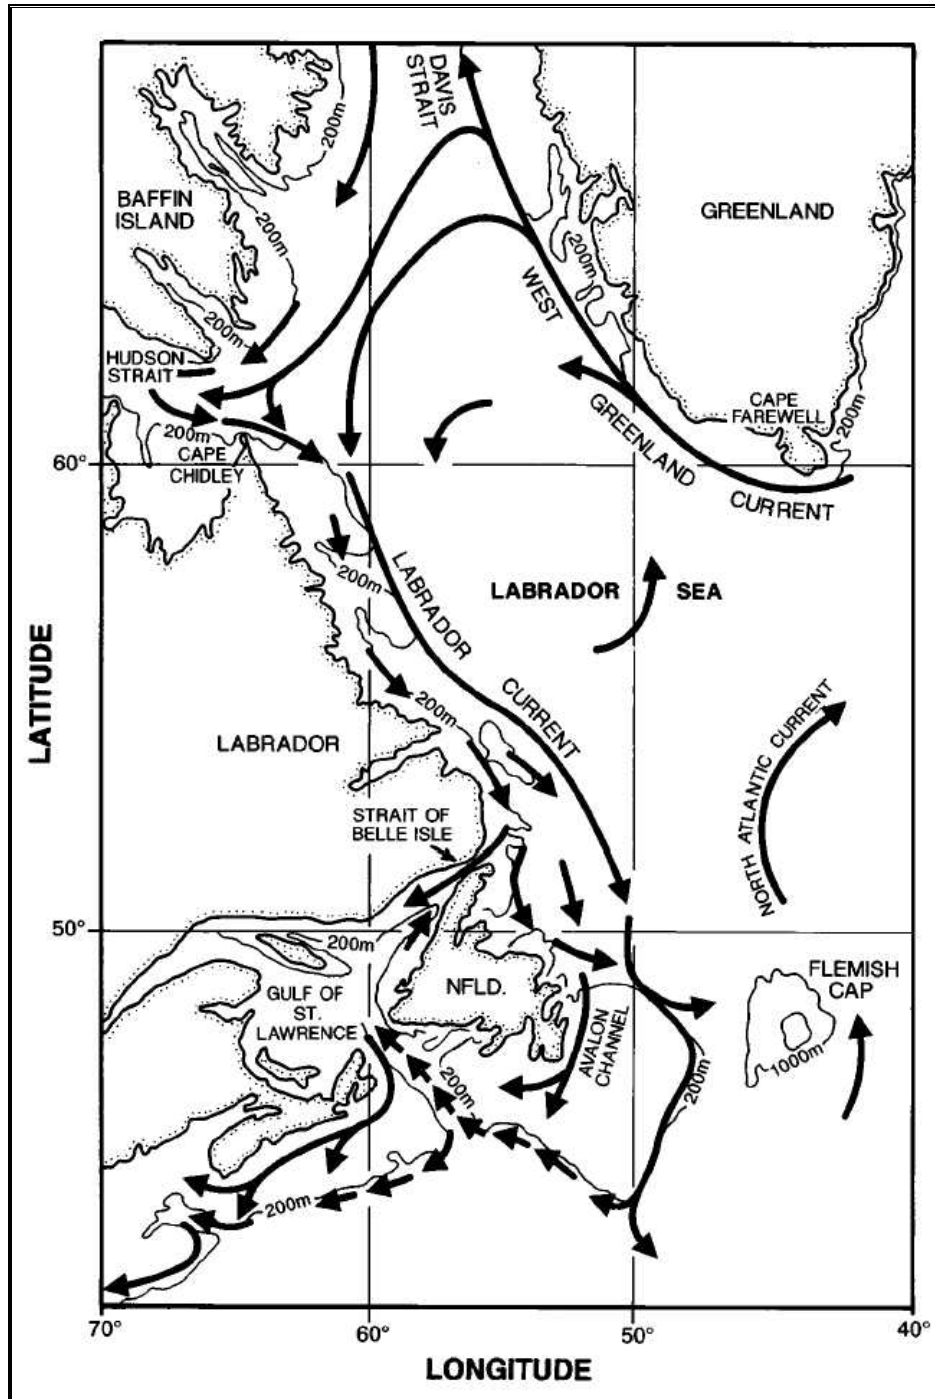 DAVIS
STRAIT
200m
BAFFIN
ISLAND
GREENLAND
200m
200m
200m
WEST
HUDSON
STRAIT
GREENLAND
CAPE
FAREWELL
200m
200m
CAPE
CHIDLEY
60°
CURRENT
200m
LABRADOR
LABRADOR SEA
LATITUDE
200m
CURRENT
LABRADOR
NORTH ATLANTIC CURRENT
STRAIT OF
BELLE ISLE
50°
200m
NFLD.
FLEMISH
CAP
GULF OF
ST.
LAWRENCE
AVALON
CHANNEL
1000m
200m
200m
200m
70°
60°
50°
40°
LONGITUDE